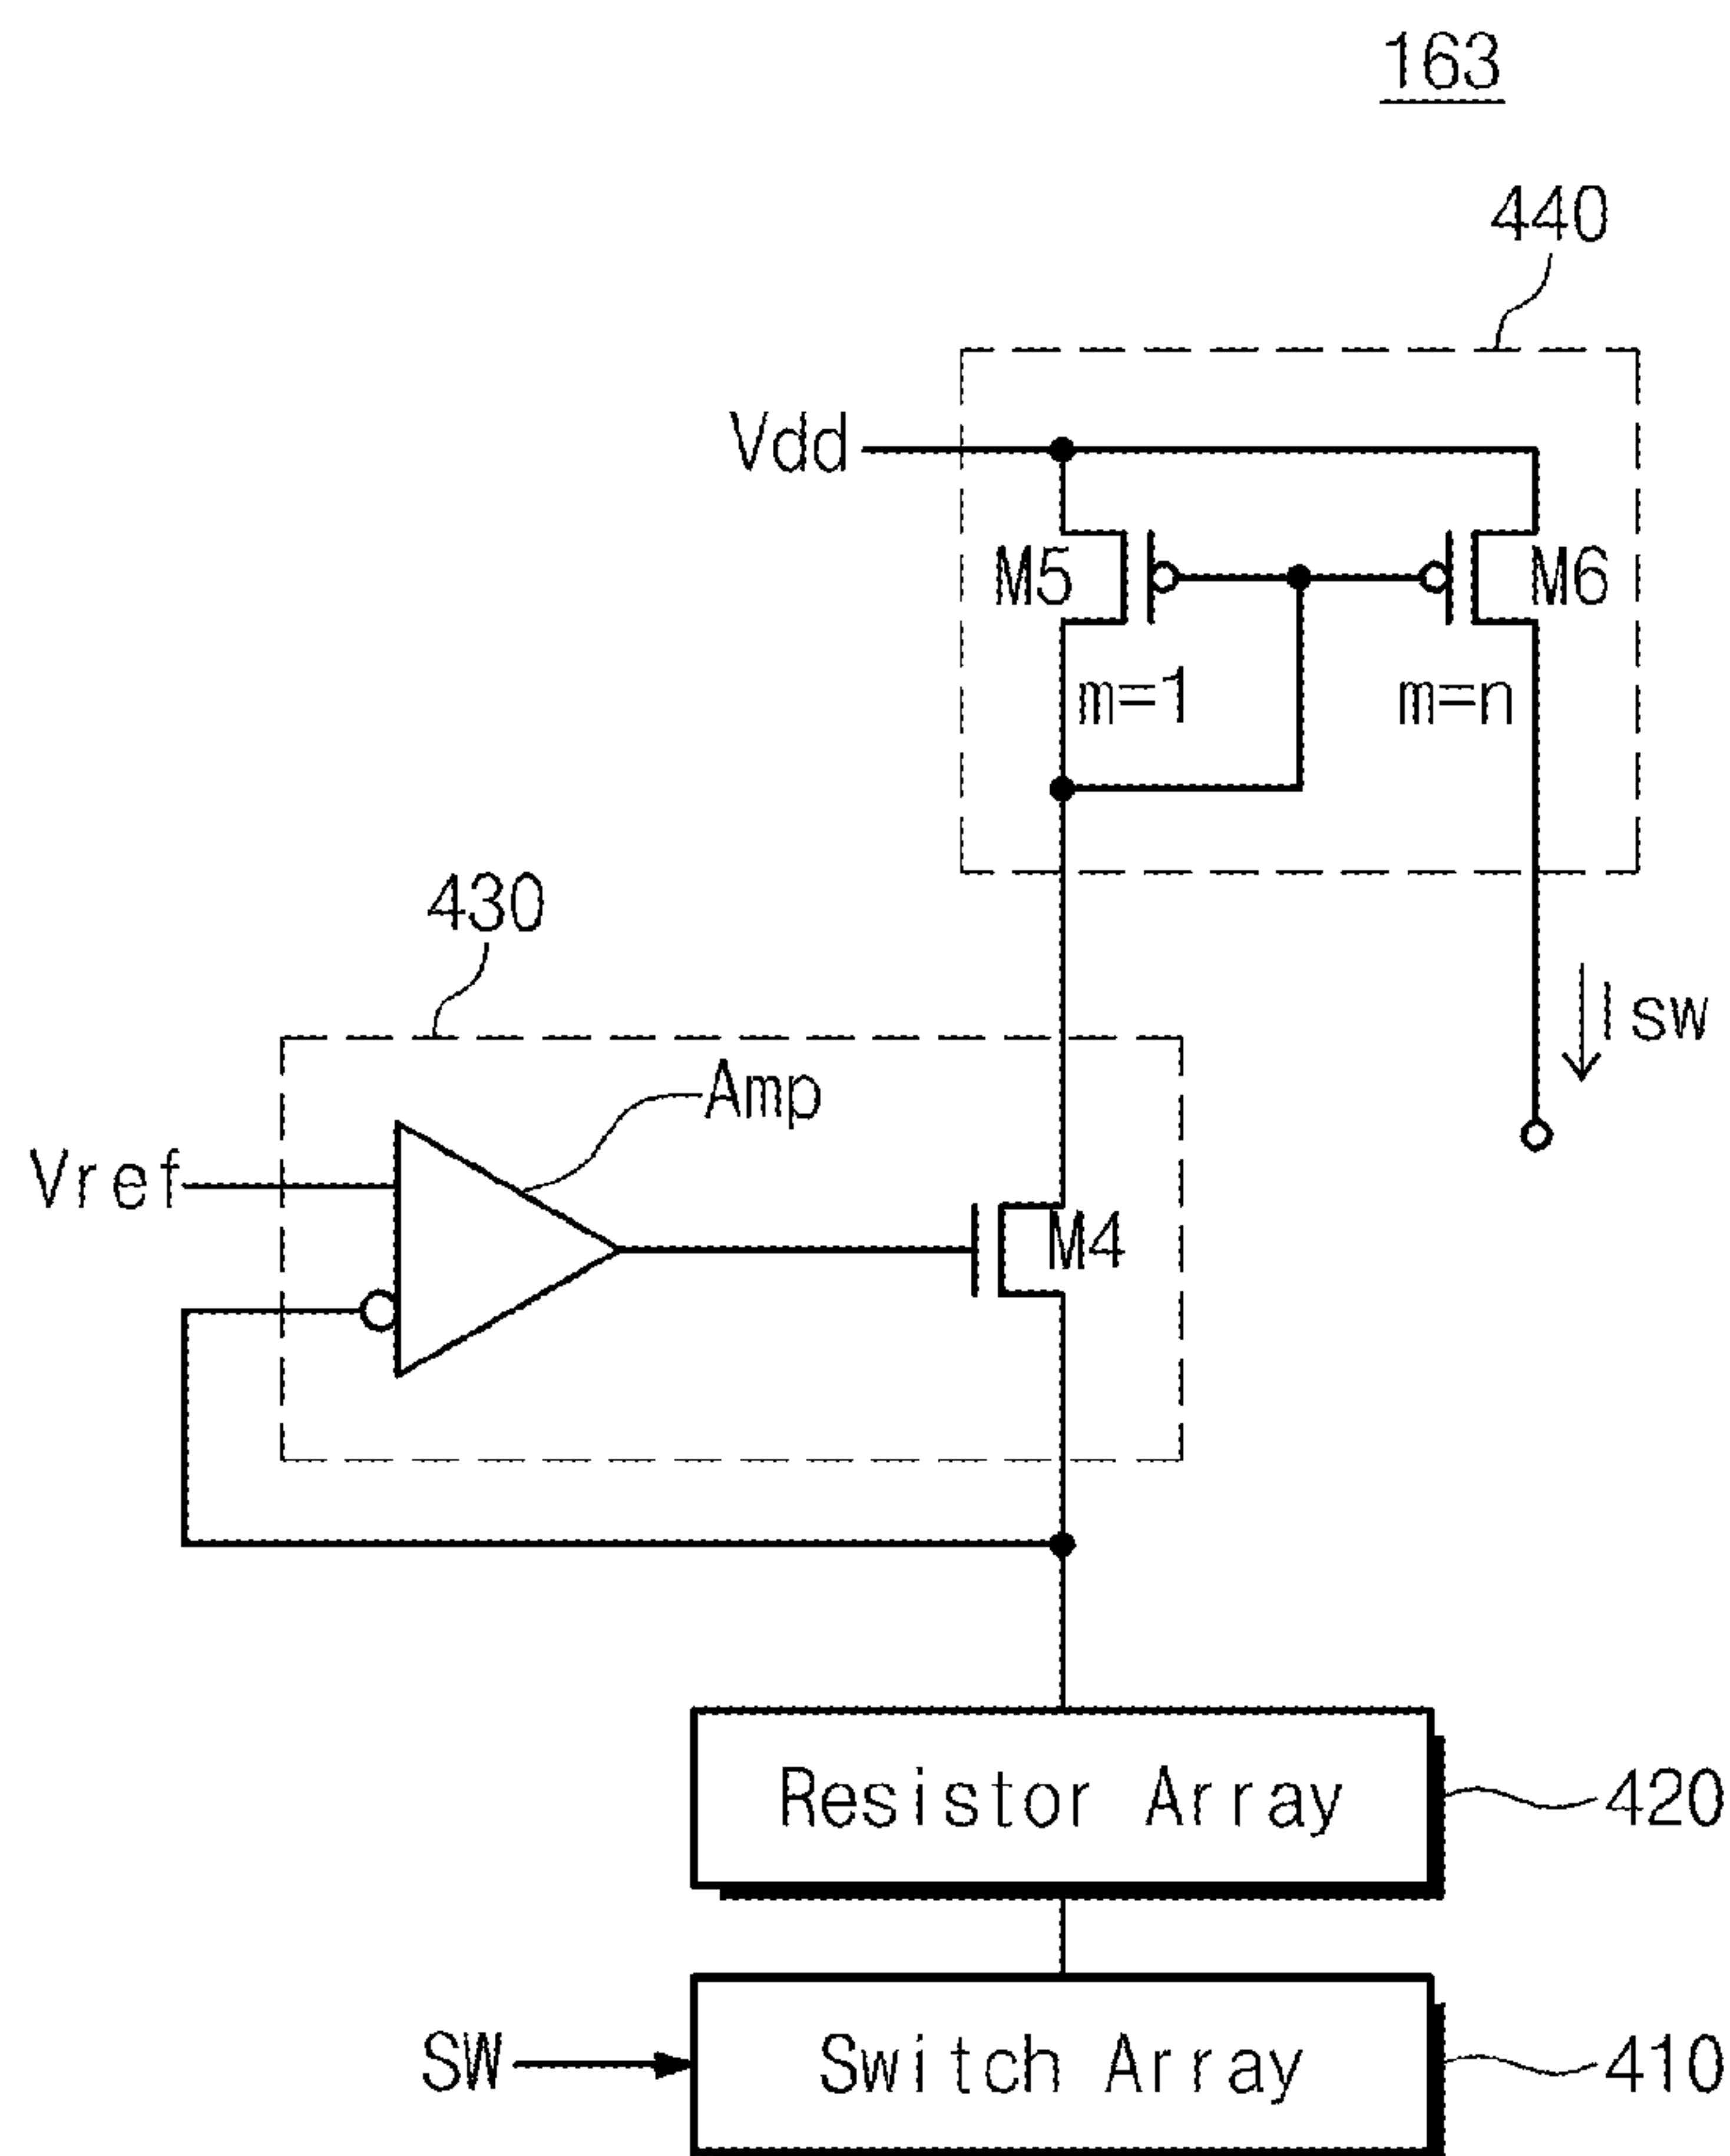 163
440
Vdd
M5
M6
m=1
m=n
430
Isw
Amp
Vref
M4
Resistor Array
420
SW
Switch Array
410